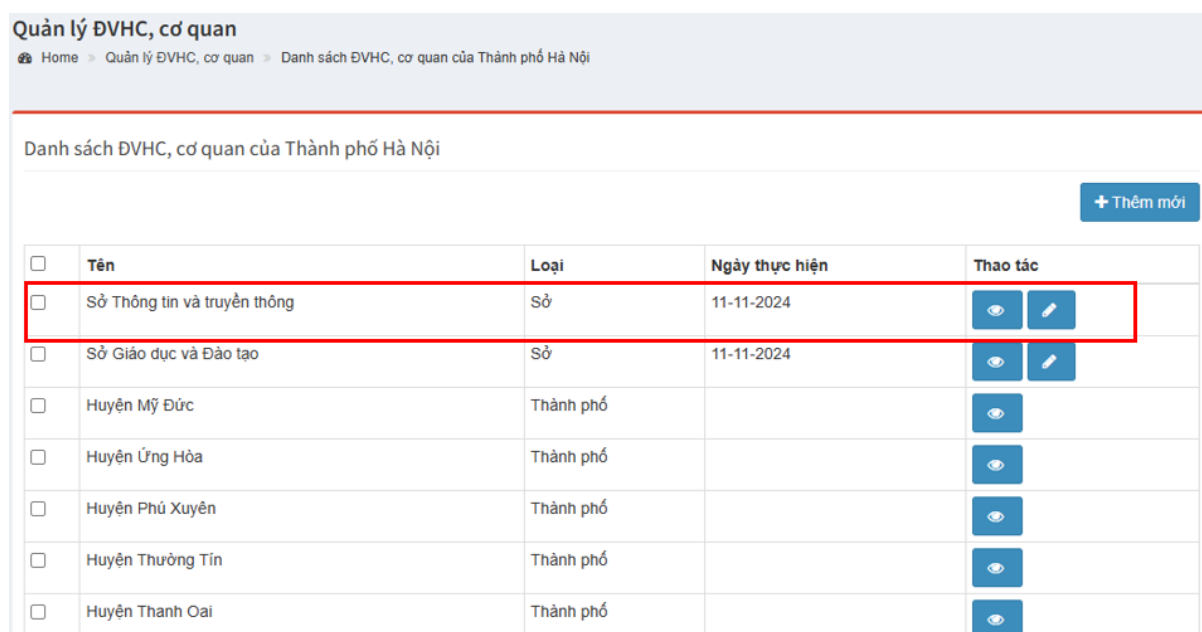 Quản lý ĐVHC, cơ quan
Home » Quản lý ĐVHC, cơ quan » Danh sách ĐVHC, cơ quan của Thành phố Hà Nội
Danh sách ĐVHC, cơ quan của Thành phố Hà Nội
+ Thêm mới
Tên Loại Ngày thực hiện Thao tác
Sở Thông tin và truyền thông Sở 11-11-2024
Sở Giáo dục và Đào tạo Sở 11-11-2024
Huyện Mỹ Đức Thành phố
Huyện Ứng Hòa Thành phố
Huyện Phú Xuyên Thành phố
Huyện Thường Tín Thành phố
Huyện Thanh Oai Thành phố